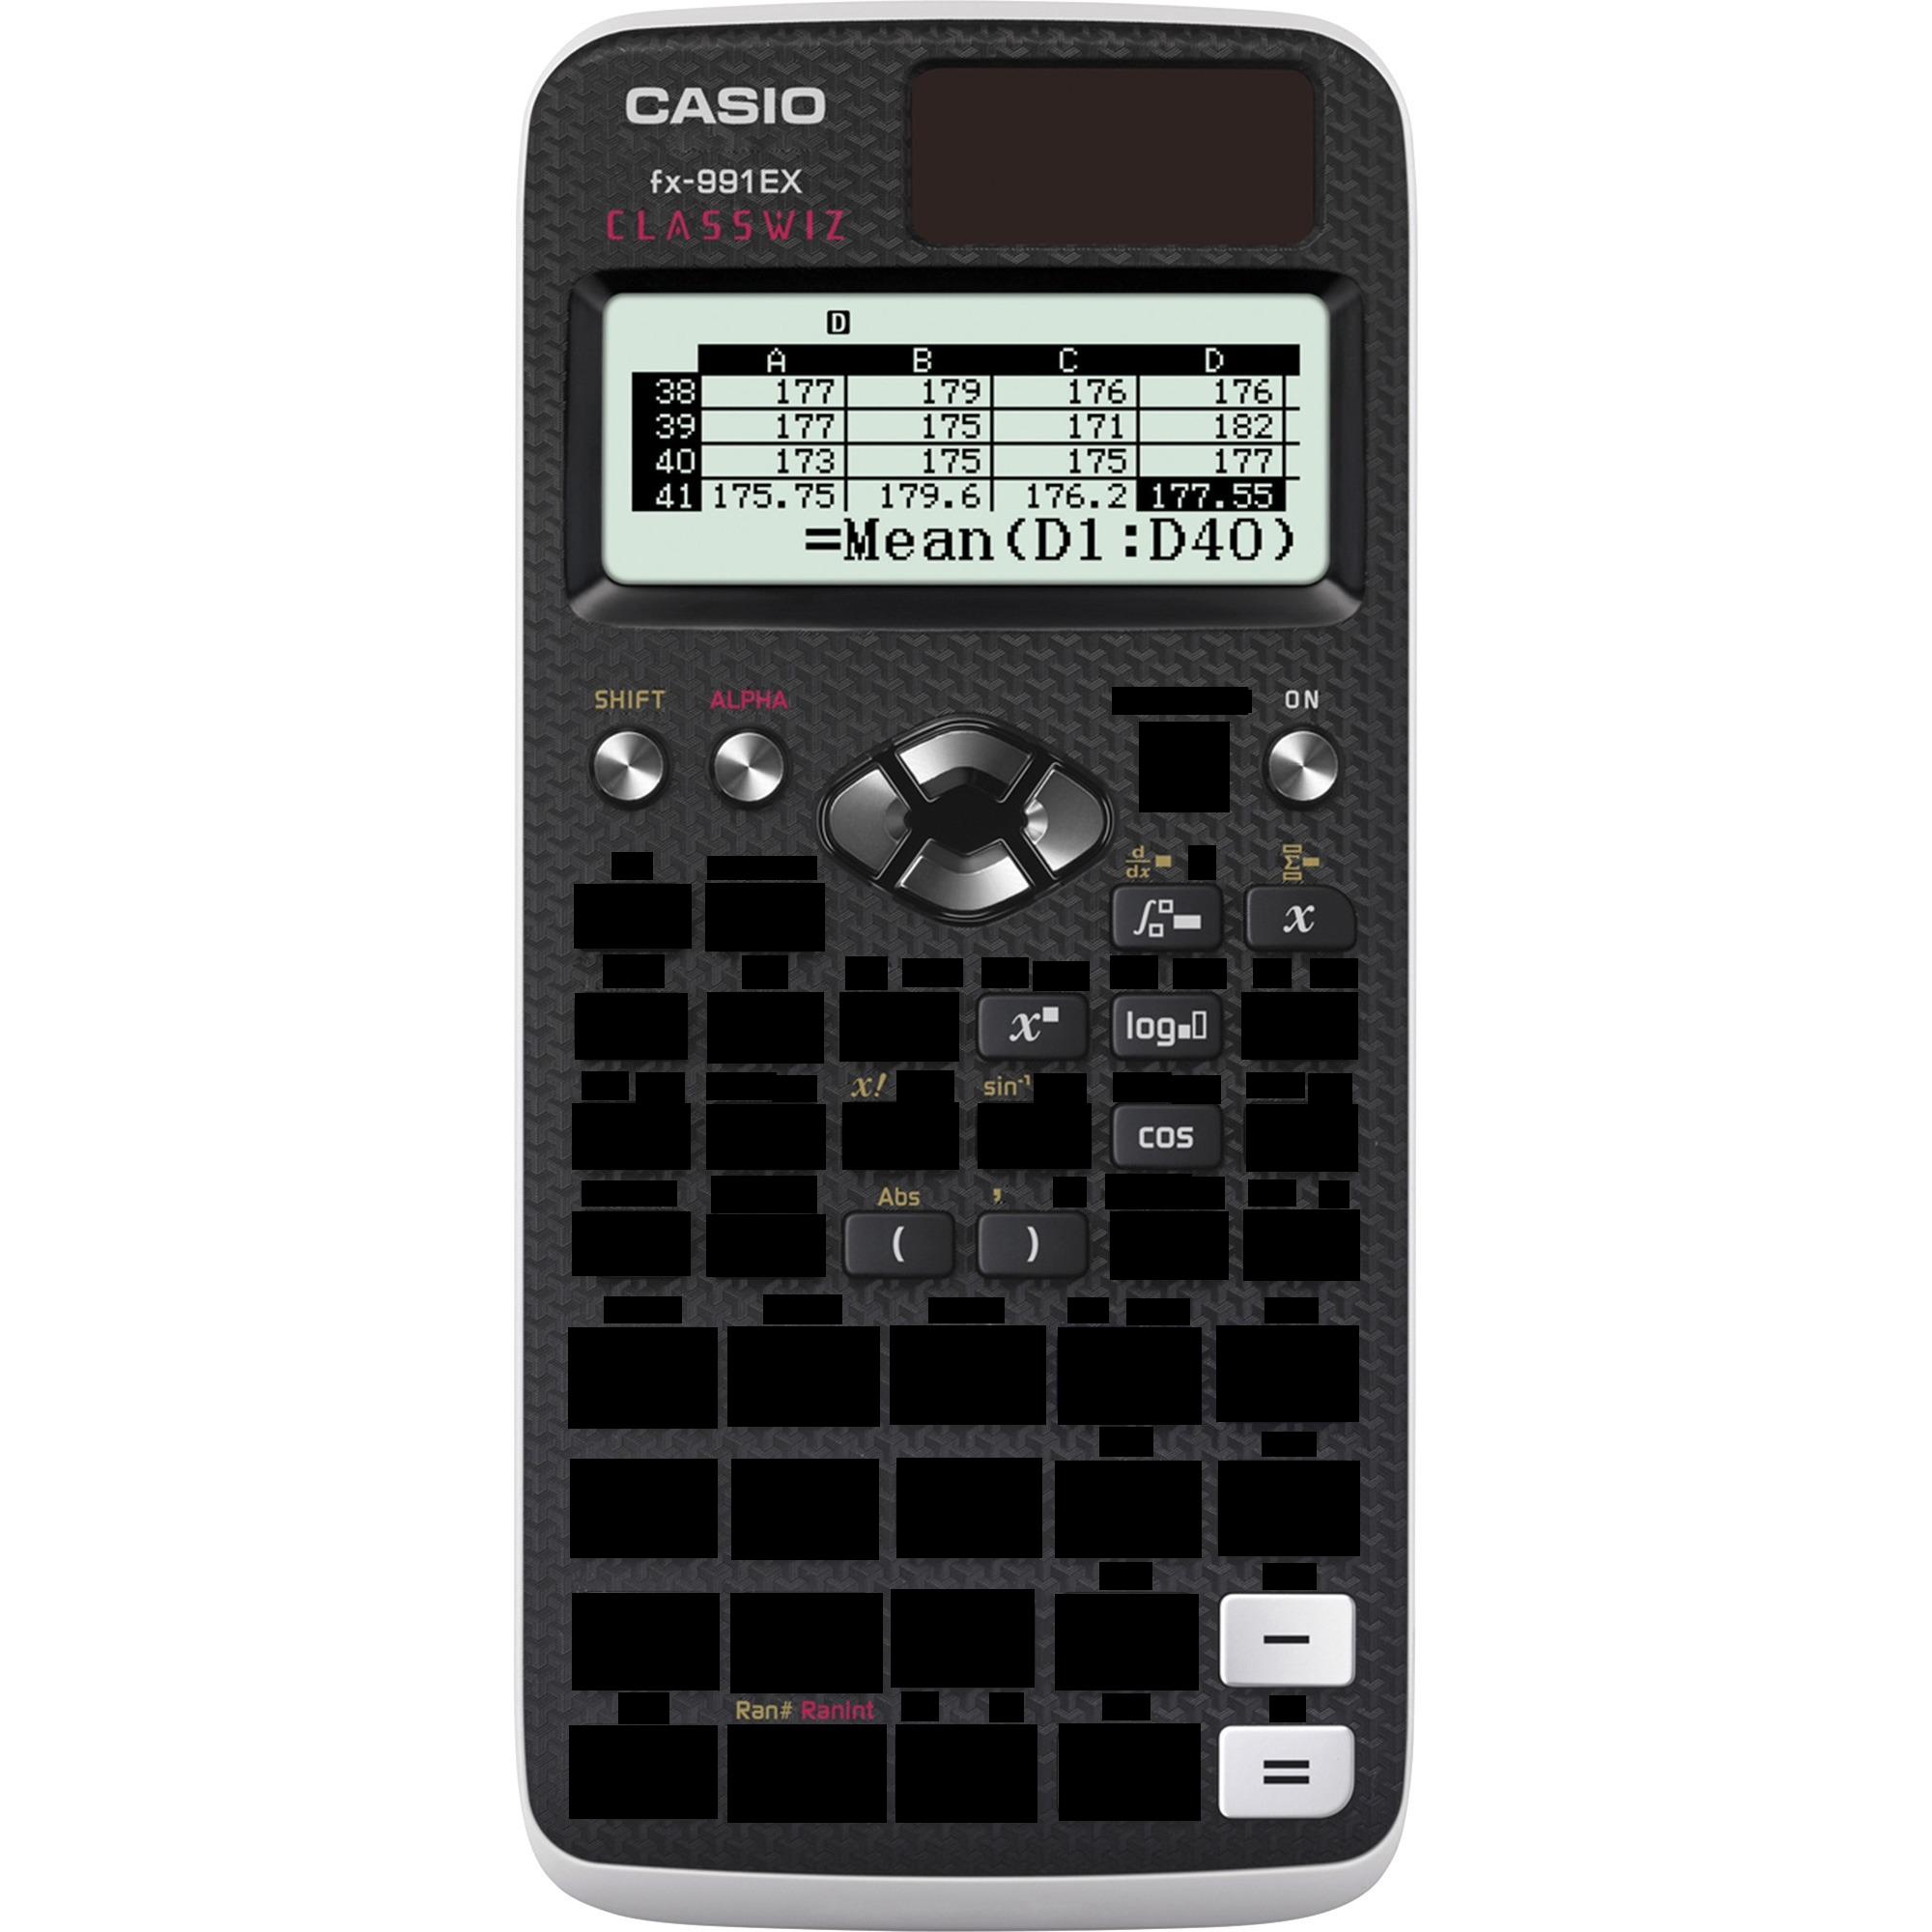 CASIO
fx-991EX
CLASSWIZ
D
A B C D
38 177 179 176 176
39 177 175 171 182
40 173 175 175 177
41 175.75 179.6 176.2 177.55
=Mean(D1:D40)
SHIFT ALPHA ON
d/dx■ Σ■
∫■ x
x■ log■▯
x! sin⁻¹
cos
Abs ,
( )
−
Ran# RanInt
=